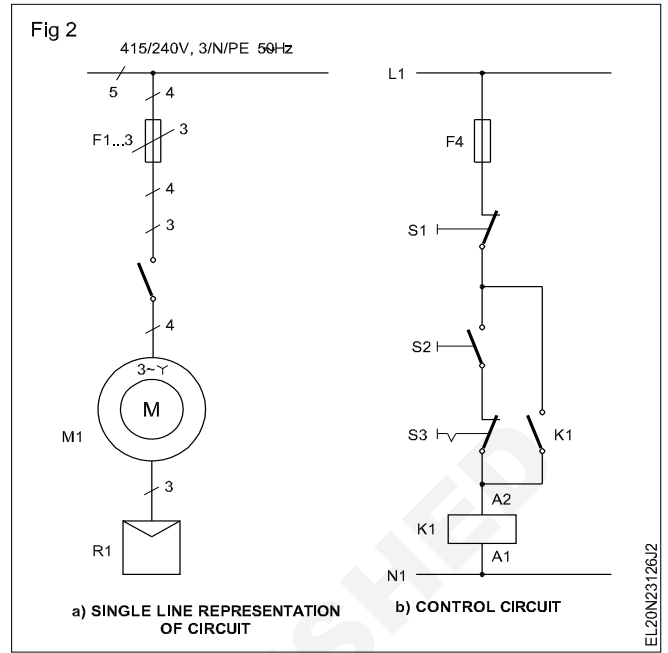 Fig 2
415/240V, 3/N/PE 50Hz
5
4
F1...3
3
4
3
4
3~
M
M1
3
R1
a) SINGLE LINE REPRESENTATION
OF CIRCUIT
L1
F4
S1
S2
S3
K1
A2
K1
A1
N1
b) CONTROL CIRCUIT
EL20N23126J2
SHED